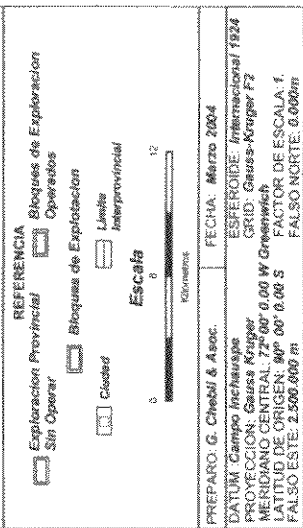 REFERENCIA
Exploracion Provincial Sin Operar
Bloques de Exploracion Operados
Bloques de Explotacion
Ciudad
Limite Interprovincial
Escala
0 6 12
Kilometros
PREPARO: G. Chebli & Asoc.
FECHA: Marzo 2004
DATUM: Campo Inchauspe
ESFEROIDE: Internacional 1924
PROYECCION: Gauss Kruger
GRID: Gauss-Kruger F2
MERIDIANO CENTRAL: 72º 00' 0.00 W Greenwich
LATITUD DE ORIGEN: 90º 00' 0.00 S
FACTOR DE ESCALA: 1.
FALSO ESTE: 2.500.000 m
FALSO NORTE: 0.000m